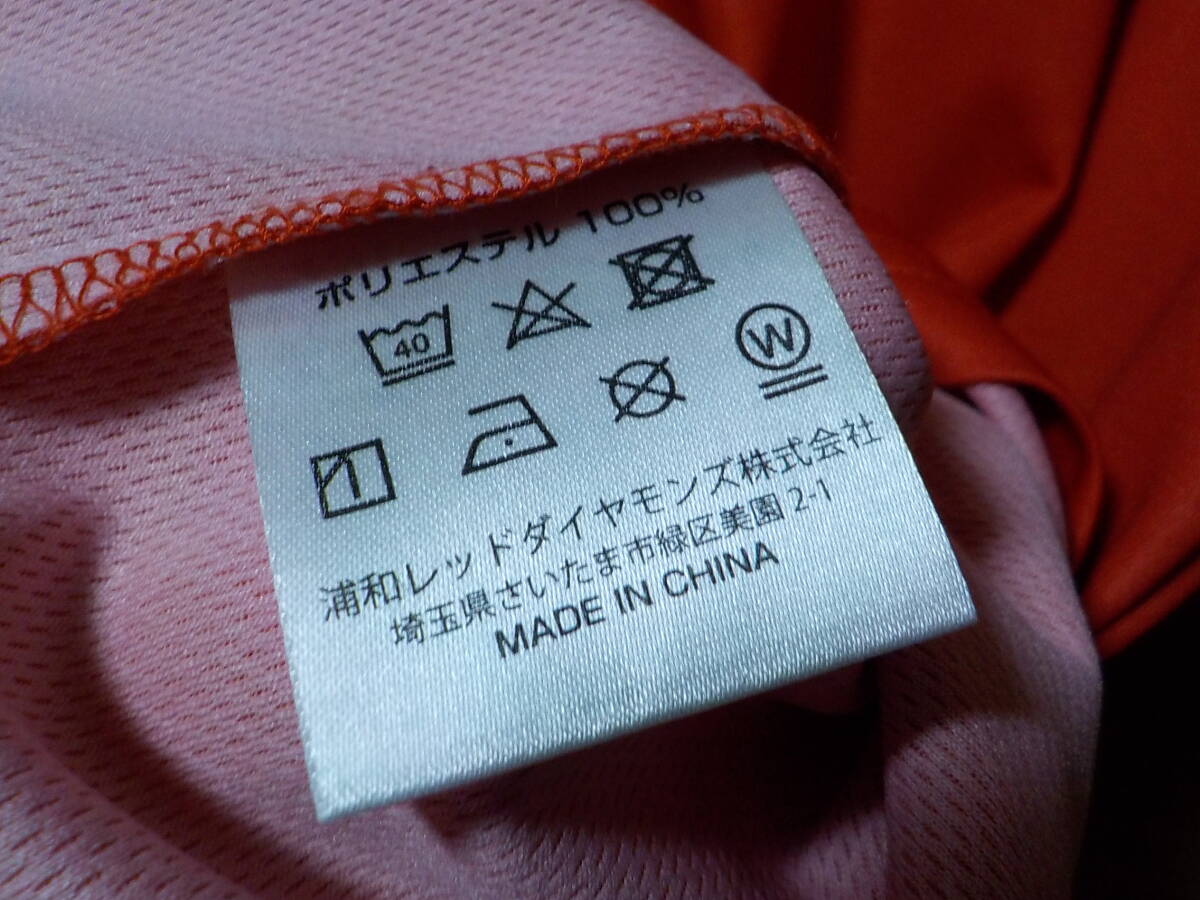 ポリエステル 100%
40
W
浦和レッドダイヤモンズ株式会社
埼玉県さいたま市緑区美園 2-1
MADE IN CHINA